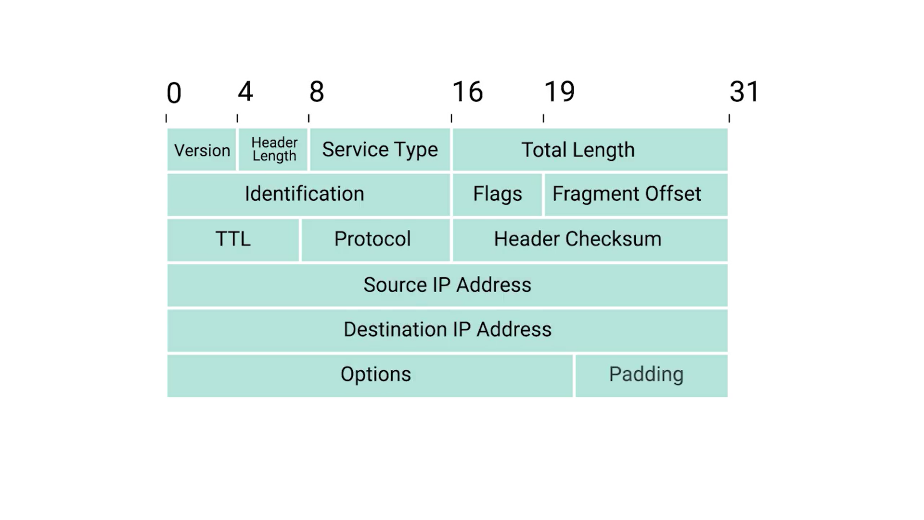 0 4 8 16 19 31
Version Header Length Service Type Total Length
Identification Flags Fragment Offset
TTL Protocol Header Checksum
Source IP Address
Destination IP Address
Options Padding